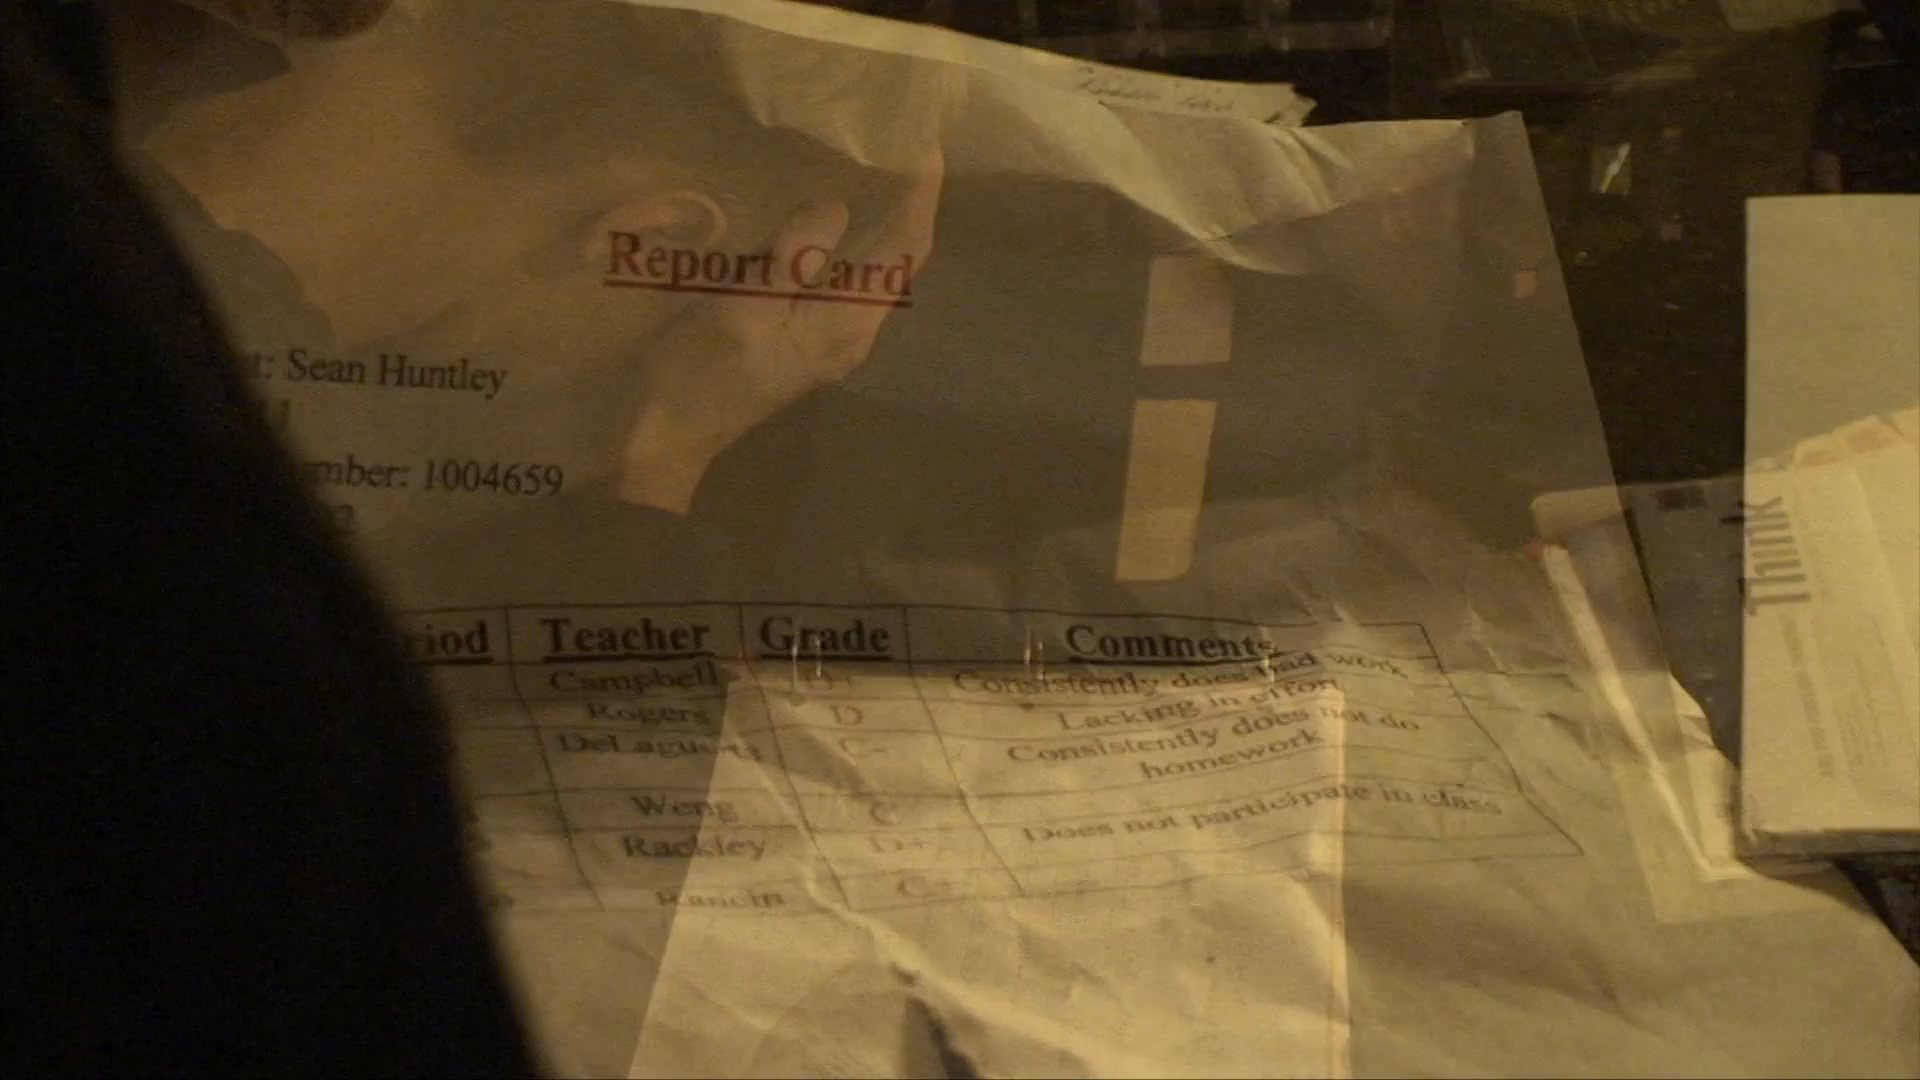 Report Card
t: Sean Huntley
mber: 1004659
riod Teacher Grade Comments
Campbell Consistently does bad work
Rogers D Lacking in effort
C- Consistently does not do
homework
Weng C
Rackley D+ Does not participate in class
Think